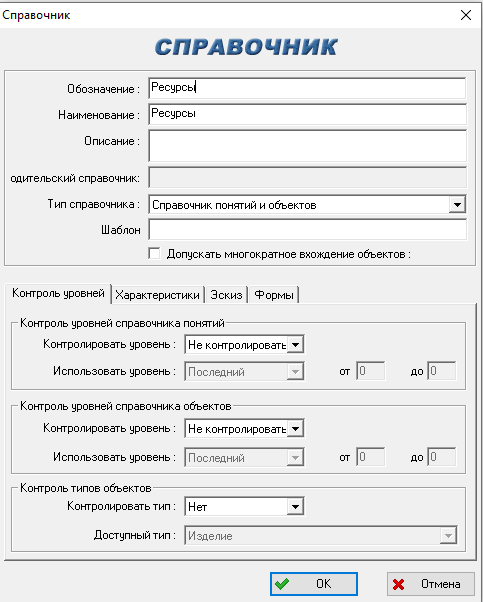 Справочник
СПРАВОЧНИК
Обозначение : Ресурсы
Наименование : Ресурсы
Описание :
одительский справочник:
Тип справочника : Справочник понятий и объектов
Шаблон
Допускать многократное вхождение объектов :
Контроль уровней Характеристики Эскиз Формы
Контроль уровней справочника понятий
Контролировать уровень : Не контролировать
Использовать уровень : Последний от 0 до 0
Контроль уровней справочника объектов
Контролировать уровень : Не контролировать
Использовать уровень : Последний от 0 до 0
Контроль типов объектов
Контролировать тип : Нет
Доступный тип : Изделие
OK Отмена